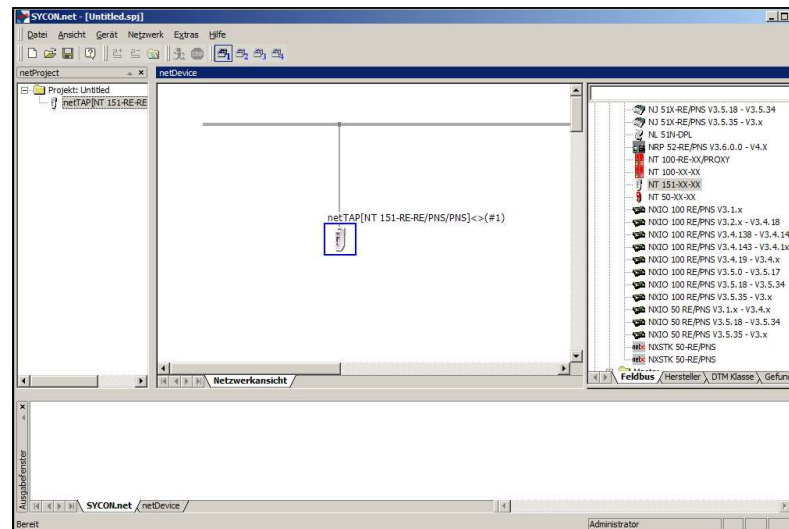 SYCON.net - [Untitled.spj]
Datei Ansicht Gerät Netzwerk Extras Hilfe
netProject
netDevice
Projekt: Untitled
netTAP[NT 151-RE-RE
netTAP[NT 151-RE-RE/PNS/PNS]<>(#1)
NJ 51X-RE/PNS V3.5.18 - V3.5.34
NJ 51X-RE/PNS V3.5.35 - V3.x
NL 51N-DPL
NRP 52-RE/PNS V3.6.0.0 - V4.X
NT 100-RE-XX/PROXY
NT 100-XX-XX
NT 151-XX-XX
NT 50-XX-XX
NXIO 100 RE/PNS V3.1.x
NXIO 100 RE/PNS V3.2.x - V3.4.18
NXIO 100 RE/PNS V3.4.138 - V3.4.14
NXIO 100 RE/PNS V3.4.143 - V3.4.1x
NXIO 100 RE/PNS V3.4.19 - V3.4.x
NXIO 100 RE/PNS V3.5.0 - V3.5.17
NXIO 100 RE/PNS V3.5.18 - V3.5.34
NXIO 100 RE/PNS V3.5.35 - V3.x
NXIO 50 RE/PNS V3.1.x - V3.4.x
NXIO 50 RE/PNS V3.5.18 - V3.5.34
NXIO 50 RE/PNS V3.5.35 - V3.x
NXSTK 50-RE/PNS
NXSTK 50-RE/PNS
Netzwerkansicht
Feldbus Hersteller DTM Klasse Gefun
Ausgabefenster
SYCON.net netDevice
Bereit
Administrator